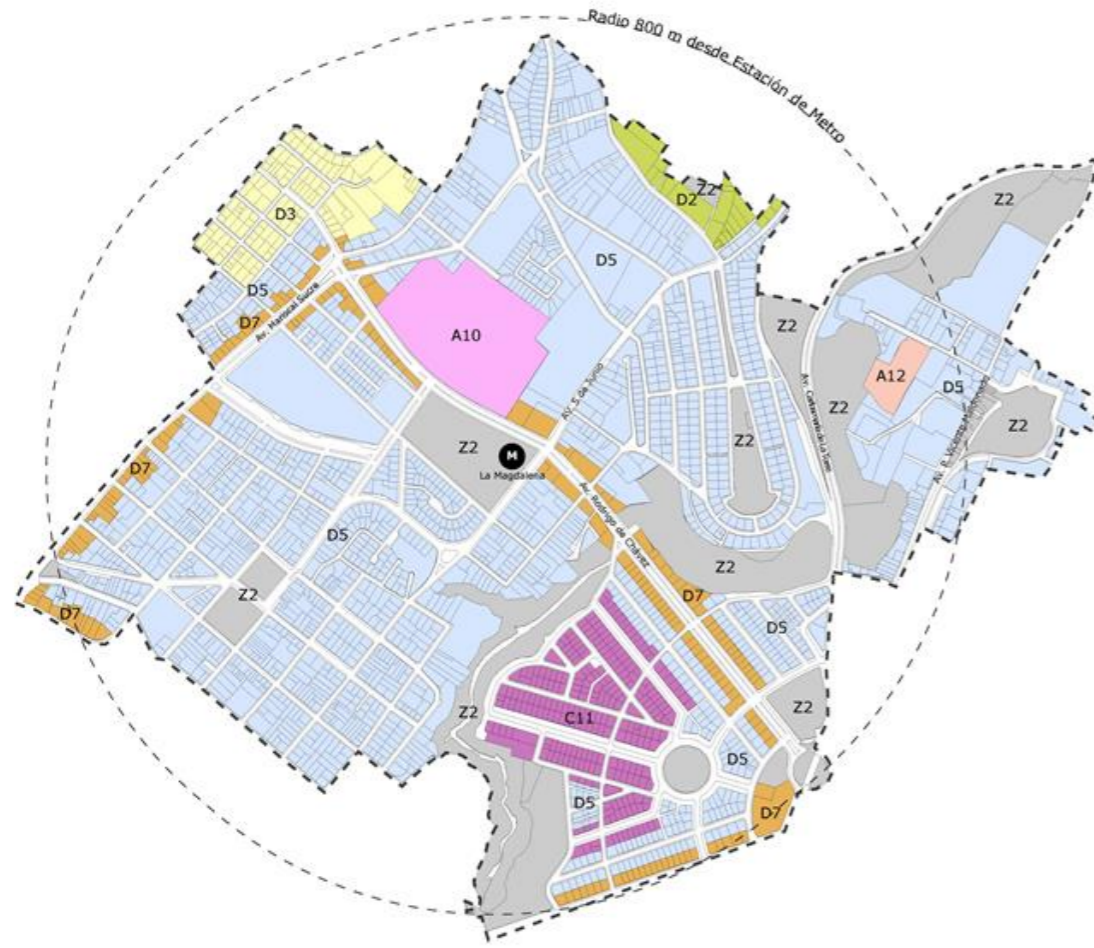 Radio 800 m desde Estación de Metro
Z2
D2
Z2
D3
D5
D5
Z2
D7
Av. Mariscal Sucre
A10
Z2
A12
D5
Av. 5 de Junio
Z2
Z2
Z2
M
La Magdalena
D7
Av. Rodrigo de Chávez
D5
Z2
D7
Z2
D7
D5
Z2
Z2
C11
D5
D5
D7